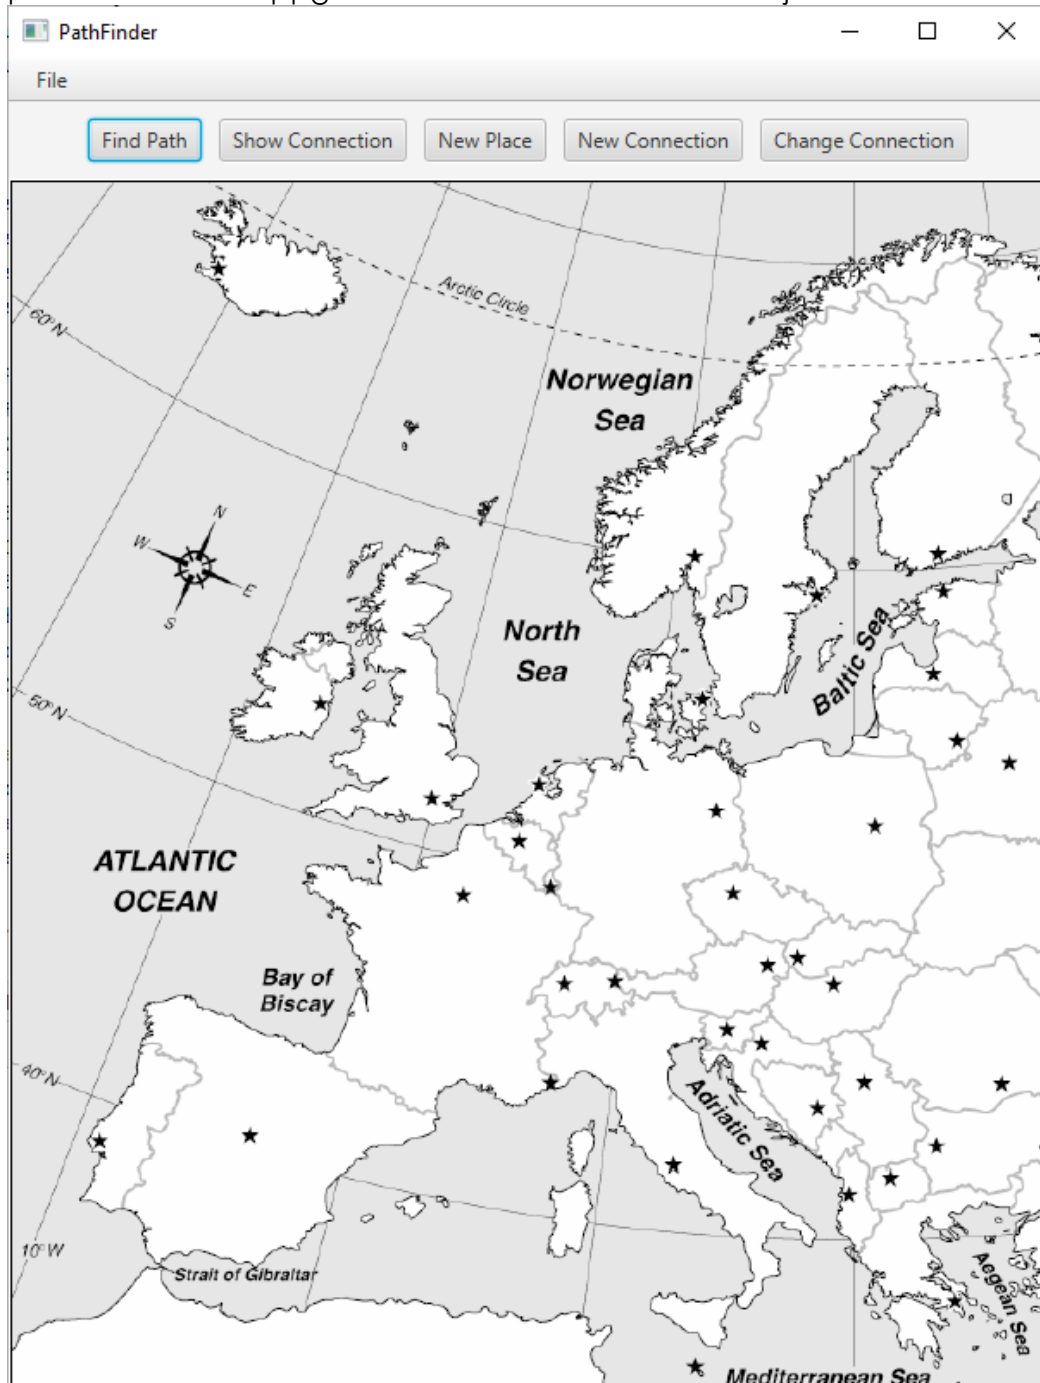 PathFinder
File
Find Path
Show Connection
New Place
New Connection
Change Connection
Arctic Circle
60°N
Norwegian
Sea
N
W
E
S
North
Sea
Baltic Sea
50°N
ATLANTIC
OCEAN
Bay of
Biscay
40°N
Adriatic Sea
10°W
Strait of Gibraltar
Aegean Sea
Mediterranean Sea